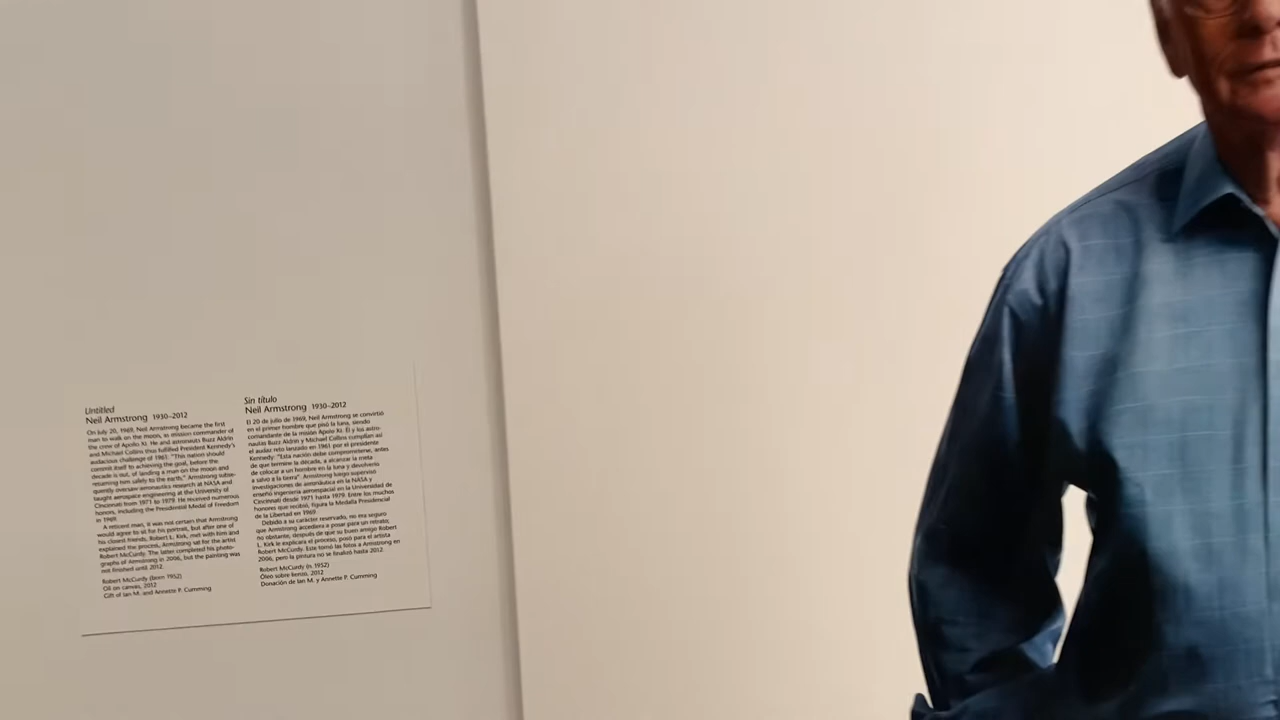 Untitled
Neil Armstrong 1930–2012
On July 20, 1969, Neil Armstrong became the first
man to walk on the moon, as mission commander of
the crew of Apollo XI. He and astronauts Buzz Aldrin
and Michael Collins thus fulfilled President Kennedy's
audacious challenge of 1961: "This nation should
commit itself to achieving the goal, before the
decade is out, of landing a man on the moon and
returning him safely to the earth." Armstrong subse-
quently oversaw aeronautics research at NASA and
taught aerospace engineering at the University of
Cincinnati from 1971 to 1979. He received numerous
honors, including the Presidential Medal of Freedom
in 1969.
A reticent man, it was not certain that Armstrong
would agree to sit for his portrait, but after one of
his closest friends, Robert L. Kirk, met with him and
explained the process, Armstrong sat for the artist
Robert McCurdy. The latter completed his photo-
graphs of Armstrong in 2006, but the painting was
not finished until 2012.
Robert McCurdy (born 1952)
Oil on canvas, 2012
Gift of Ian M. and Annette P. Cumming
Sin título
Neil Armstrong 1930–2012
El 20 de julio de 1969, Neil Armstrong se convirtió
en el primer hombre que pisó la luna, siendo
comandante de la misión Apolo XI. Él y los astro-
nautas Buzz Aldrin y Michael Collins cumplían así
el audaz reto lanzado en 1961 por el presidente
Kennedy: "Esta nación debe comprometerse, antes
de que termine la década, a alcanzar la meta
de colocar a un hombre en la luna y devolverlo
a salvo a la tierra". Armstrong luego supervisó
investigaciones de aeronáutica en la NASA y
enseñó ingeniería aeroespacial en la Universidad de
Cincinnati desde 1971 hasta 1979. Entre los muchos
honores que recibió, figura la Medalla Presidencial
de la Libertad en 1969.
Debido a su carácter reservado, no era seguro
que Armstrong accediera a posar para un retrato;
no obstante, después de que su buen amigo Robert
L. Kirk le explicara el proceso, posó para el artista
Robert McCurdy. Este tomó las fotos a Armstrong en
2006, pero la pintura no se finalizó hasta 2012.
Robert McCurdy (n. 1952)
Óleo sobre lienzo, 2012
Donación de Ian M. y Annette P. Cumming